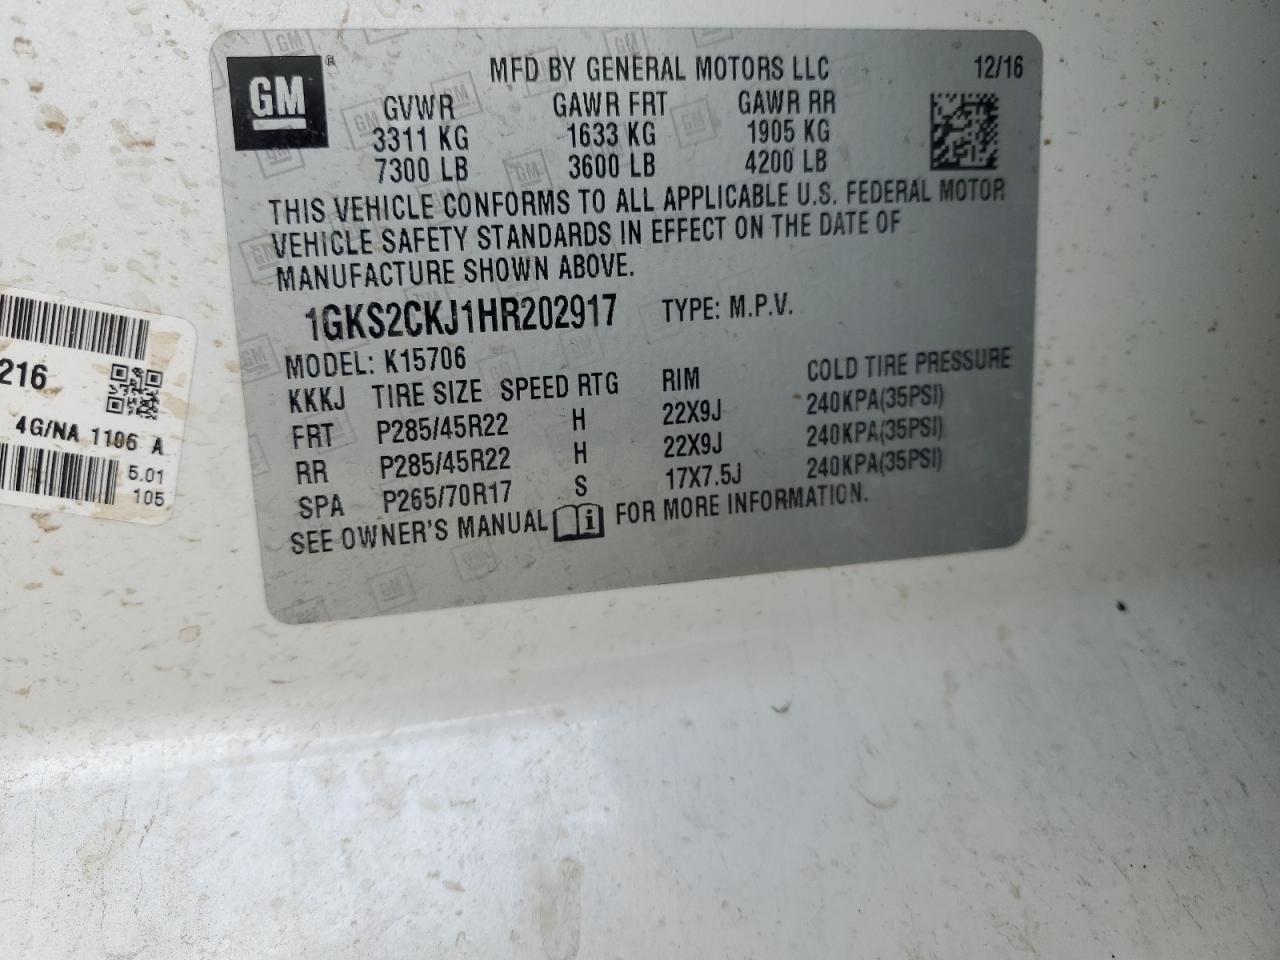 GM
®
MFD BY GENERAL MOTORS LLC
12/16
GVWR GAWR FRT GAWR RR
3311 KG 1633 KG 1905 KG
7300 LB 3600 LB 4200 LB
THIS VEHICLE CONFORMS TO ALL APPLICABLE U.S. FEDERAL MOTOR
VEHICLE SAFETY STANDARDS IN EFFECT ON THE DATE OF
MANUFACTURE SHOWN ABOVE.
1GKS2CKJ1HR202917 TYPE: M.P.V.
MODEL: K15706
KKKJ TIRE SIZE SPEED RTG RIM COLD TIRE PRESSURE
FRT P285/45R22 H 22X9J 240KPA(35PSI)
RR P285/45R22 H 22X9J 240KPA(35PSI)
SPA P265/70R17 S 17X7.5J 240KPA(35PSI)
SEE OWNER'S MANUAL i FOR MORE INFORMATION.
216
4G/NA 1106 A
5.01
105